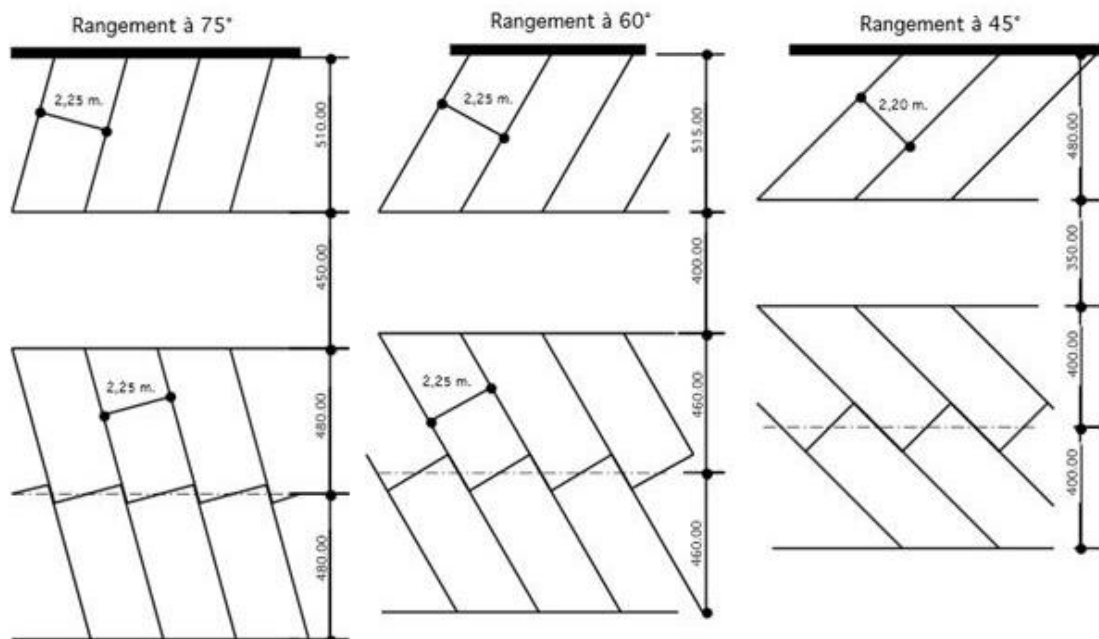 Rangement à 75°
2,25 m.
510.00
450.00
2,25 m.
480.00
480.00
Rangement à 60°
2,25 m.
515.00
400.00
2,25 m.
460.00
460.00
Rangement à 45°
2,20 m.
480.00
350.00
400.00
400.00